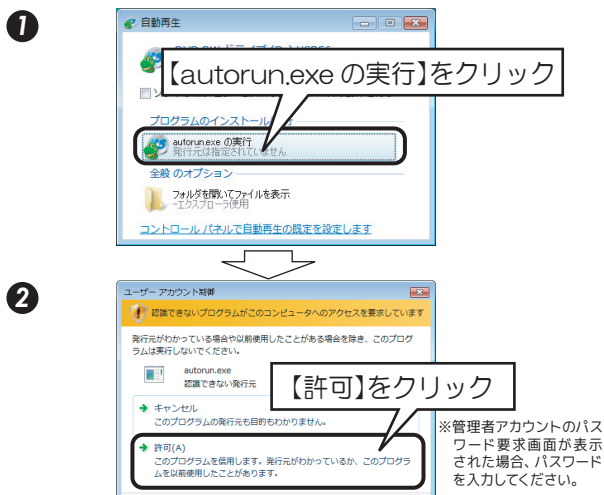 1
自動再生
【autorun.exe の実行】をクリック
プログラムのインストール
autorun.exe の実行
発行元は指定されていません
全般 のオプション
フォルダを開いてファイルを表示
-エクスプローラ使用
コントロール パネルで自動再生の既定を設定します
2
ユーザー アカウント制御
認識できないプログラムがこのコンピュータへのアクセスを要求しています
発行元がわかっている場合や以前使用したことがある場合を除き、このプログ
ラムは実行しないでください。
autorun.exe
認識できない発行元
【許可】をクリック
キャンセル
このプログラムの発行元も目的もわかりません。
許可(A)
このプログラムを信用します。発行元がわかっているか、このプログラ
ムを以前使用したことがあります。
※管理者アカウントのパス
ワード要求画面が表示
された場合、パスワード
を入力してください。